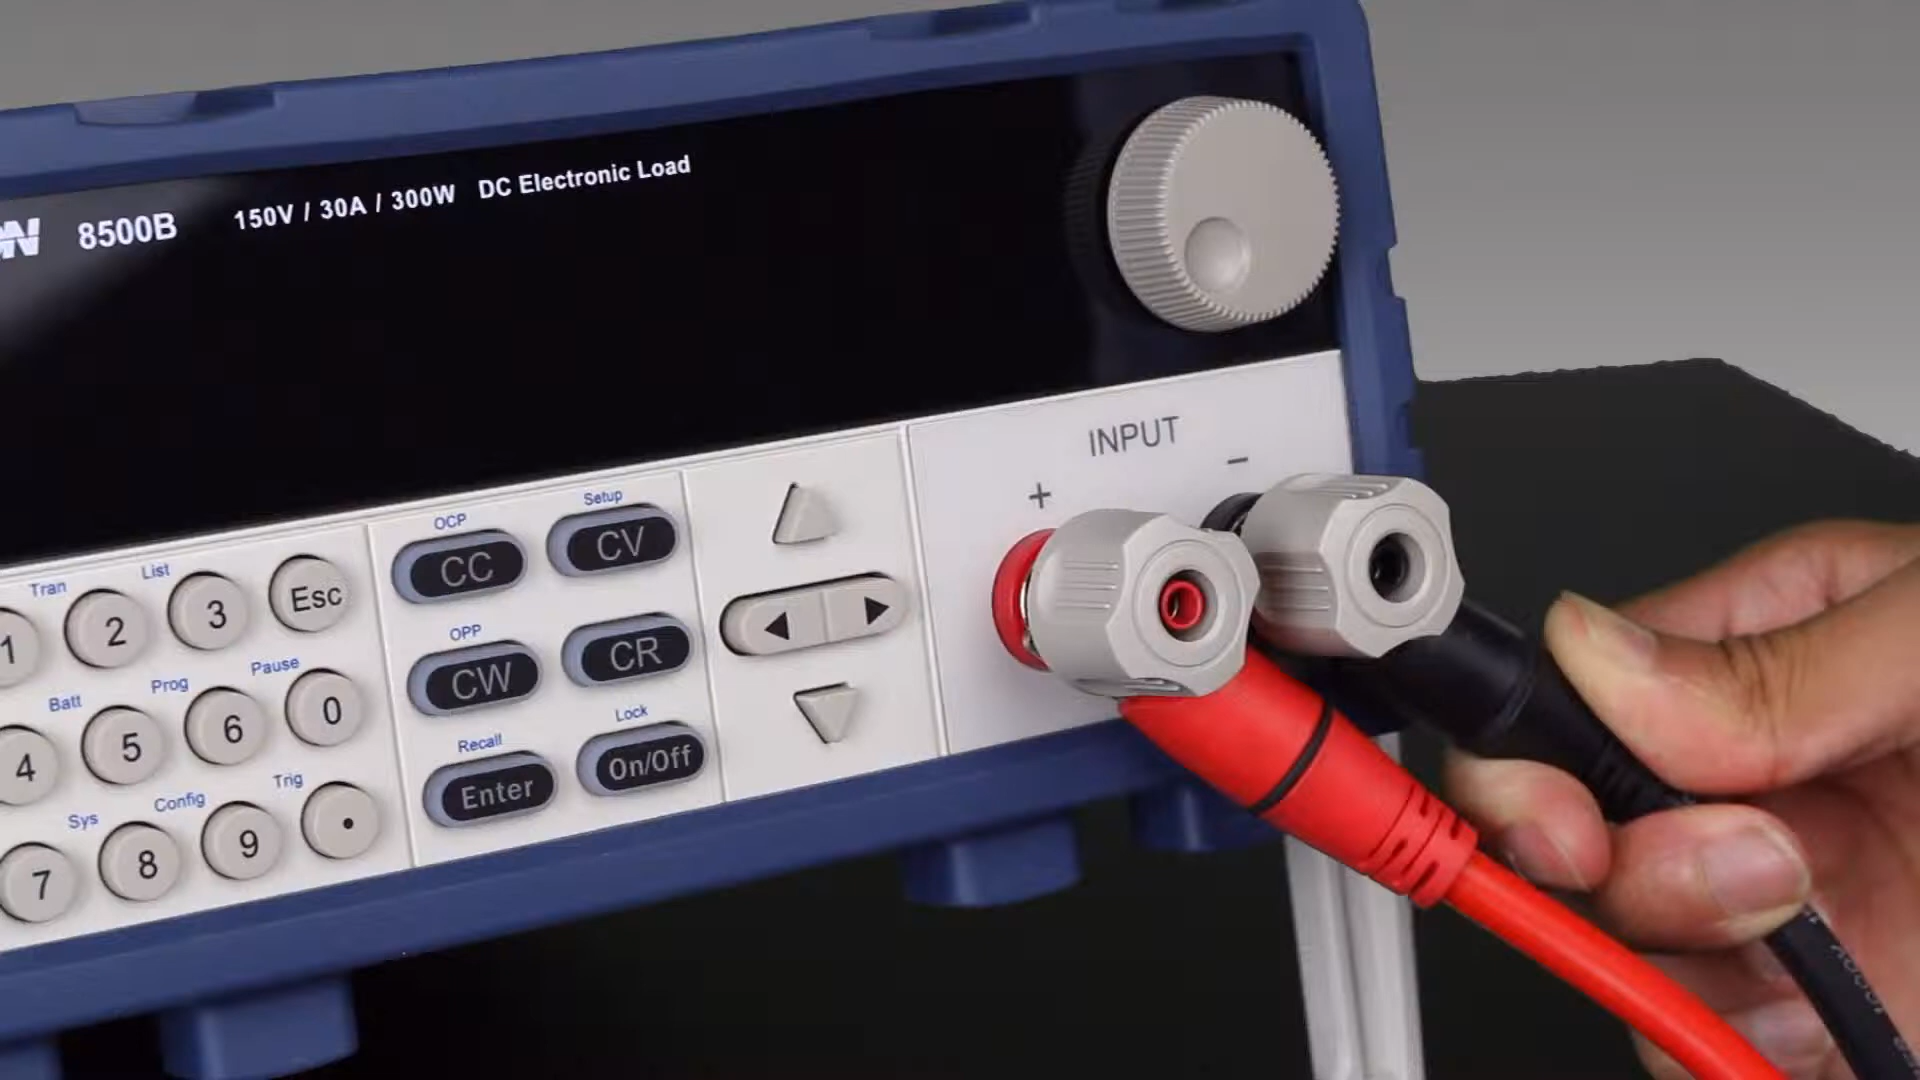 8500B 150V / 30A / 300W DC Electronic Load
INPUT
+ −
OCP Setup
CC CV
Tran List
1 2 3 Esc
OPP
CW CR
Batt Prog Pause
4 5 6 0
Recall Lock
Enter On/Off
Sys Config Trig
7 8 9 .